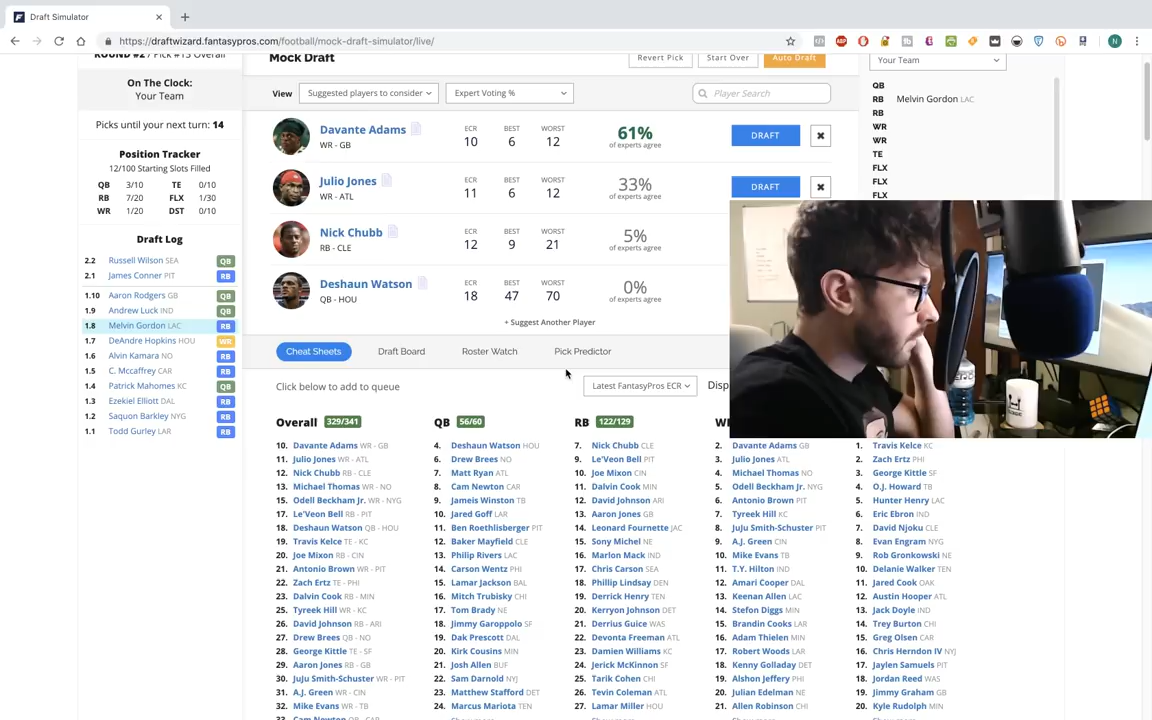 Draft Simulator
https://draftwizard.fantasypros.com/football/mock-draft-simulator/live/
ROUND #2 / Pick #13 Overall
On The Clock:
Your Team
Picks until your next turn: 14
Position Tracker
12/100 Starting Slots Filled
QB 3/10 TE 0/10
RB 7/20 FLX 1/30
WR 1/20 DST 0/10
Draft Log
2.2 Russell Wilson SEA QB
2.1 James Conner PIT RB
1.10 Aaron Rodgers GB QB
1.9 Andrew Luck IND QB
1.8 Melvin Gordon LAC RB
1.7 DeAndre Hopkins HOU WR
1.6 Alvin Kamara NO RB
1.5 C. Mccaffrey CAR RB
1.4 Patrick Mahomes KC QB
1.3 Ezekiel Elliott DAL RB
1.2 Saquon Barkley NYG RB
1.1 Todd Gurley LAR RB
Mock Draft
Revert Pick Start Over Auto Draft
View Suggested players to consider Expert Voting % Player Search
Davante Adams
WR - GB
ECR 10 BEST 6 WORST 12
61%
of experts agree
DRAFT
Julio Jones
WR - ATL
ECR 11 BEST 6 WORST 12
33%
of experts agree
DRAFT
Nick Chubb
RB - CLE
ECR 12 BEST 9 WORST 21
5%
of experts agree
Deshaun Watson
QB - HOU
ECR 18 BEST 47 WORST 70
0%
of experts agree
+ Suggest Another Player
Your Team
QB
RB Melvin Gordon LAC
RB
WR
WR
TE
FLX
FLX
FLX
Cheat Sheets Draft Board Roster Watch Pick Predictor
Click below to add to queue Latest FantasyPros ECR Disp
Overall 329/341
10. Davante Adams WR - GB
11. Julio Jones WR - ATL
12. Nick Chubb RB - CLE
13. Michael Thomas WR - NO
15. Odell Beckham Jr. WR - NYG
17. Le'Veon Bell RB - PIT
18. Deshaun Watson QB - HOU
19. Travis Kelce TE - KC
20. Joe Mixon RB - CIN
21. Antonio Brown WR - PIT
22. Zach Ertz TE - PHI
23. Dalvin Cook RB - MIN
25. Tyreek Hill WR - KC
26. David Johnson RB - ARI
27. Drew Brees QB - NO
28. George Kittle TE - SF
29. Aaron Jones RB - GB
30. JuJu Smith-Schuster WR - PIT
31. A.J. Green WR - CIN
32. Mike Evans WR - TB
33. Cam Newton QB - CAR
QB 56/60
4. Deshaun Watson HOU
6. Drew Brees NO
7. Matt Ryan ATL
8. Cam Newton CAR
9. Jameis Winston TB
10. Jared Goff LAR
11. Ben Roethlisberger PIT
12. Baker Mayfield CLE
13. Philip Rivers LAC
14. Carson Wentz PHI
15. Lamar Jackson BAL
16. Mitch Trubisky CHI
17. Tom Brady NE
18. Jimmy Garoppolo SF
19. Dak Prescott DAL
20. Kirk Cousins MIN
21. Josh Allen BUF
22. Sam Darnold NYJ
23. Matthew Stafford DET
24. Marcus Mariota TEN
RB 122/129
7. Nick Chubb CLE
9. Le'Veon Bell PIT
10. Joe Mixon CIN
11. Dalvin Cook MIN
12. David Johnson ARI
13. Aaron Jones GB
14. Leonard Fournette JAC
15. Sony Michel NE
16. Marlon Mack IND
17. Chris Carson SEA
18. Phillip Lindsay DEN
19. Derrick Henry TEN
20. Kerryon Johnson DET
21. Derrius Guice WAS
22. Devonta Freeman ATL
23. Damien Williams KC
24. Jerick McKinnon SF
25. Tarik Cohen CHI
26. Tevin Coleman ATL
27. Lamar Miller HOU
2. Davante Adams GB
3. Julio Jones ATL
4. Michael Thomas NO
5. Odell Beckham Jr. NYG
6. Antonio Brown PIT
7. Tyreek Hill KC
8. JuJu Smith-Schuster PIT
9. A.J. Green CIN
10. Mike Evans TB
11. T.Y. Hilton IND
12. Amari Cooper DAL
13. Keenan Allen LAC
14. Stefon Diggs MIN
15. Brandin Cooks LAR
16. Adam Thielen MIN
17. Robert Woods LAR
18. Kenny Golladay DET
19. Alshon Jeffery PHI
20. Julian Edelman NE
21. Allen Robinson CHI
1. Travis Kelce KC
2. Zach Ertz PHI
3. George Kittle SF
4. O.J. Howard TB
5. Hunter Henry LAC
6. Eric Ebron IND
7. David Njoku CLE
8. Evan Engram NYG
9. Rob Gronkowski NE
10. Delanie Walker TEN
11. Jared Cook OAK
12. Austin Hooper ATL
13. Jack Doyle IND
14. Trey Burton CHI
15. Greg Olsen CAR
16. Chris Herndon IV NYJ
17. Jaylen Samuels PIT
18. Jordan Reed WAS
19. Jimmy Graham GB
20. Kyle Rudolph MIN